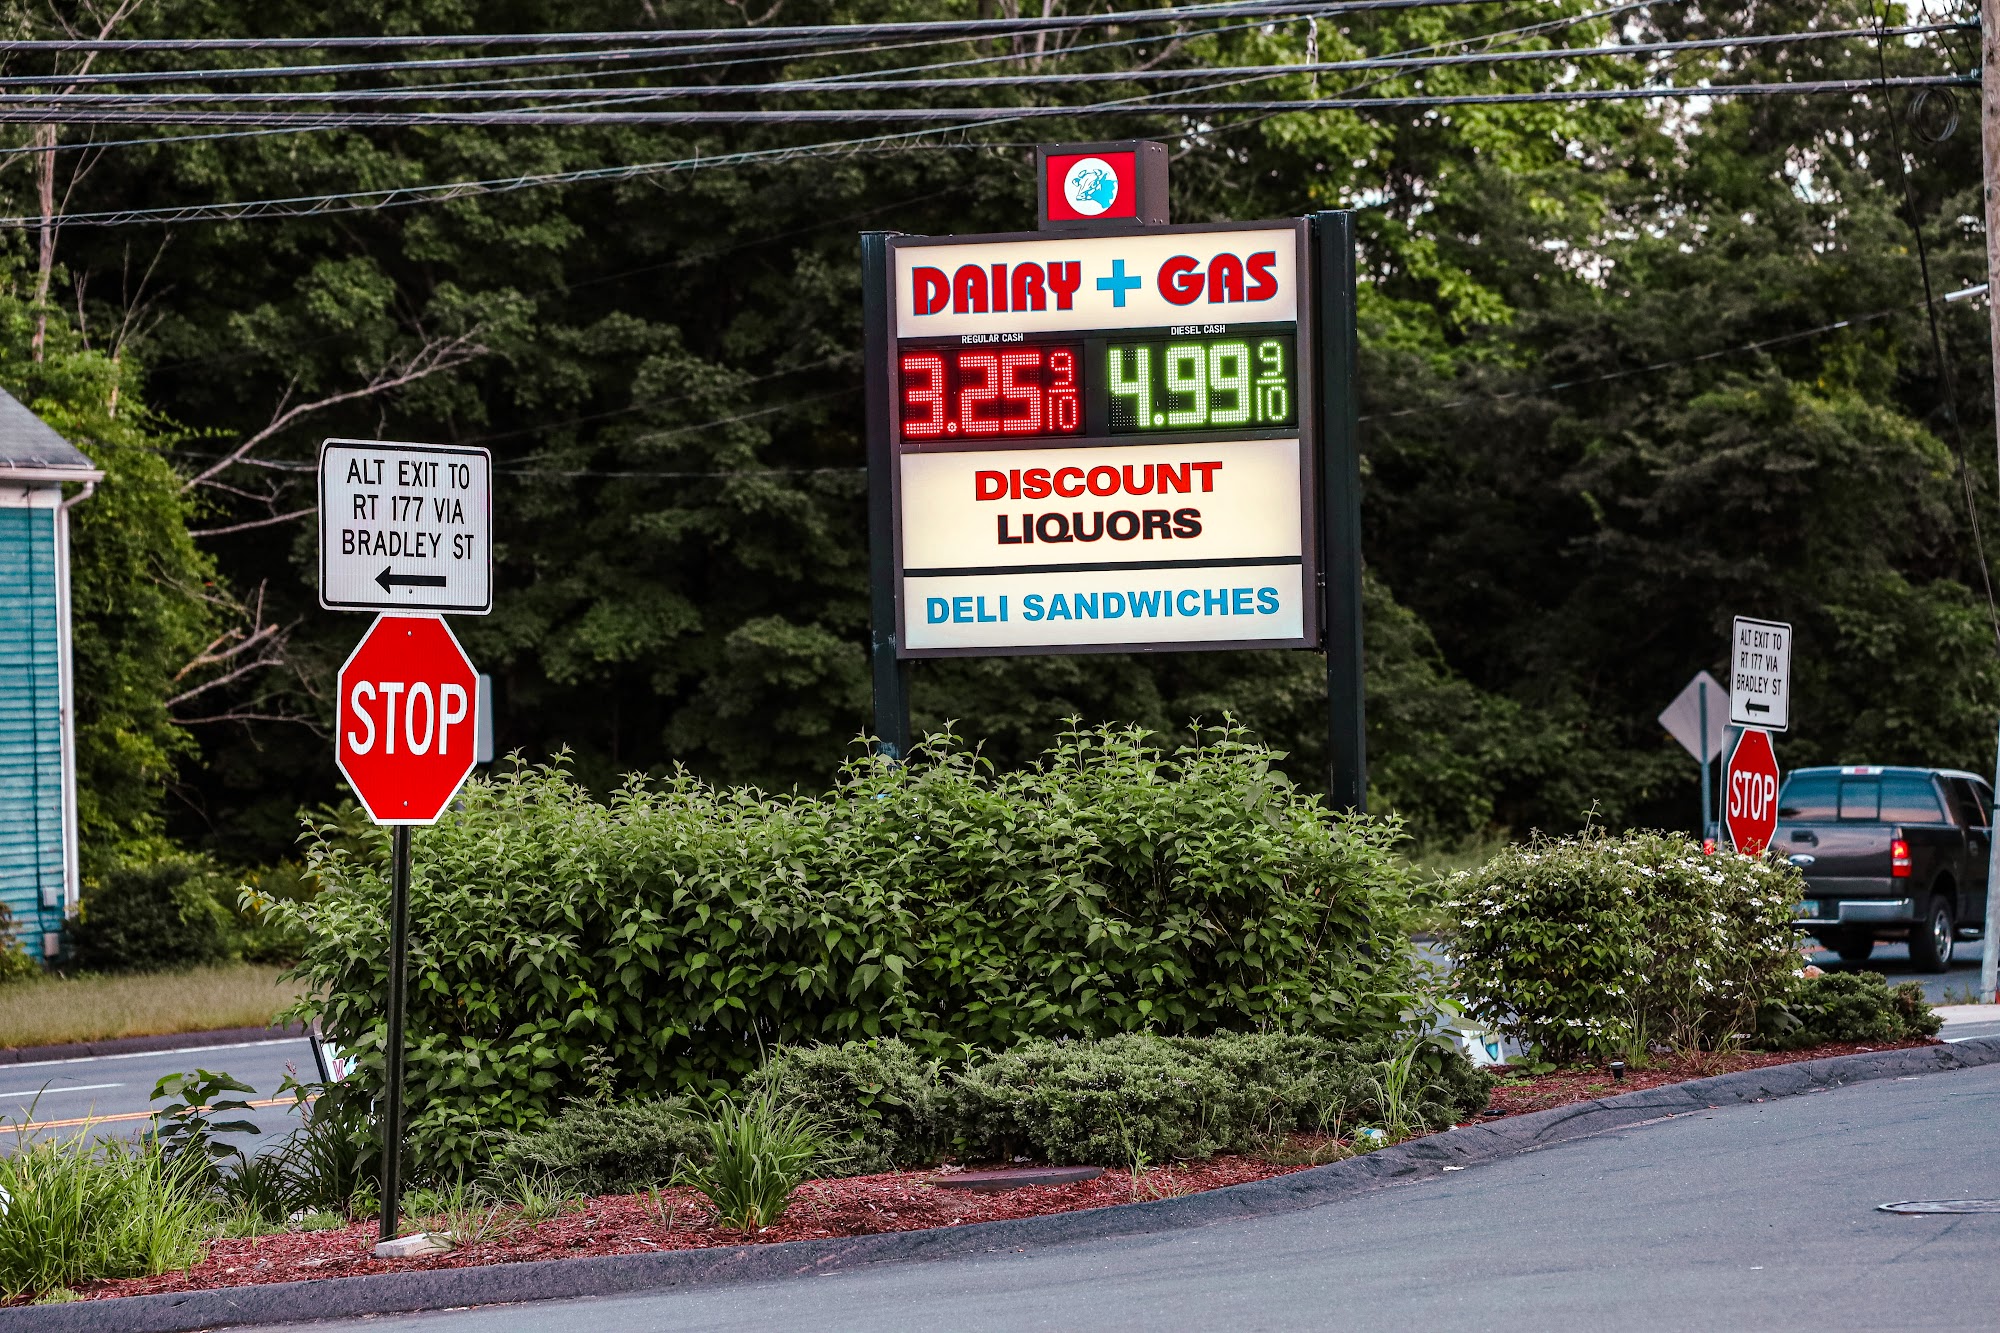 DAIRY + GAS
REGULAR CASH
DIESEL CASH
3.25 9/10
4.99 9/10
DISCOUNT
LIQUORS
DELI SANDWICHES
ALT EXIT TO
RT 177 VIA
BRADLEY ST
←
STOP
ALT EXIT TO
RT 177 VIA
BRADLEY ST
←
STOP